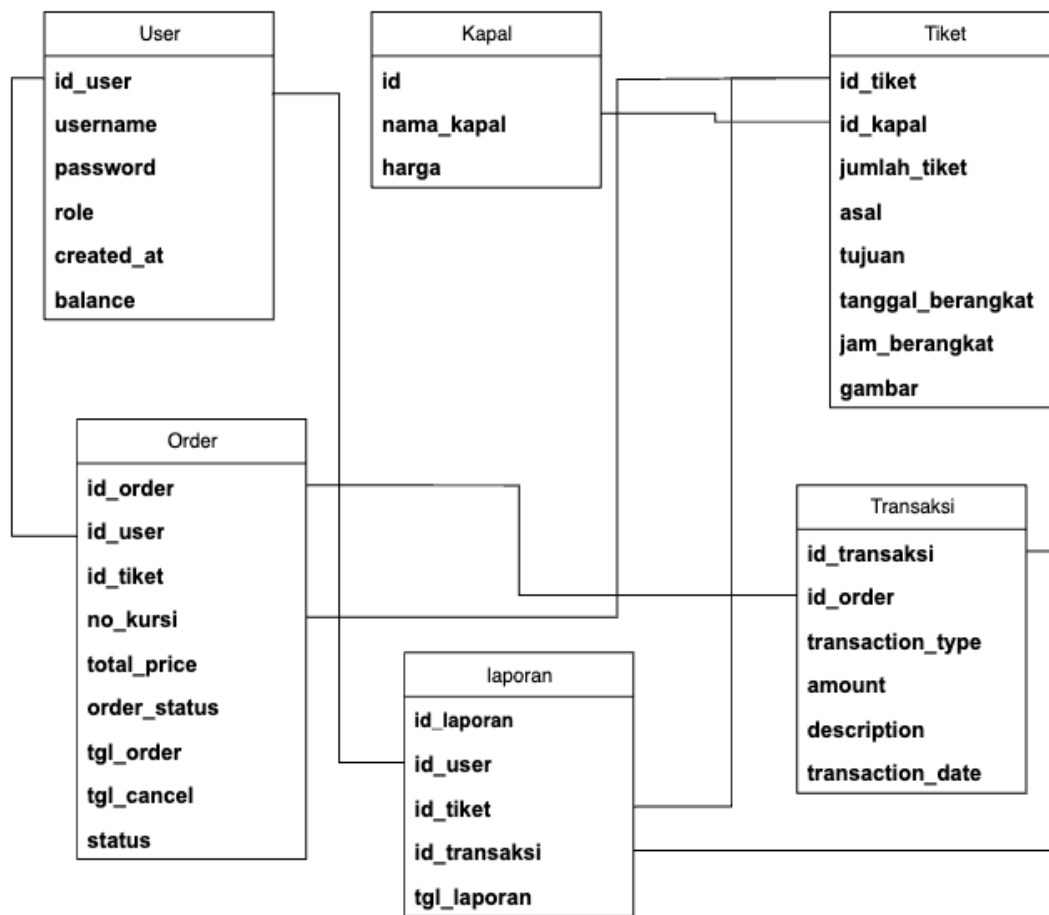 User
id_user
username
password
role
created_at
balance
Kapal
id
nama_kapal
harga
Tiket
id_tiket
id_kapal
jumlah_tiket
asal
tujuan
tanggal_berangkat
jam_berangkat
gambar
Order
id_order
id_user
id_tiket
no_kursi
total_price
order_status
tgl_order
tgl_cancel
status
laporan
id_laporan
id_user
id_tiket
id_transaksi
tgl_laporan
Transaksi
id_transaksi
id_order
transaction_type
amount
description
transaction_date